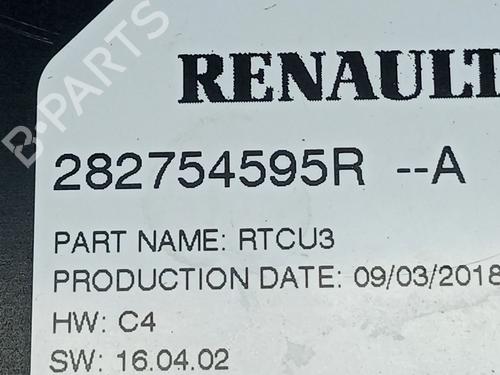 B-PARTS
RENAULT
282754595R --A
PART NAME: RTCU3
PRODUCTION DATE: 09/03/2018
HW: C4
SW: 16.04.02